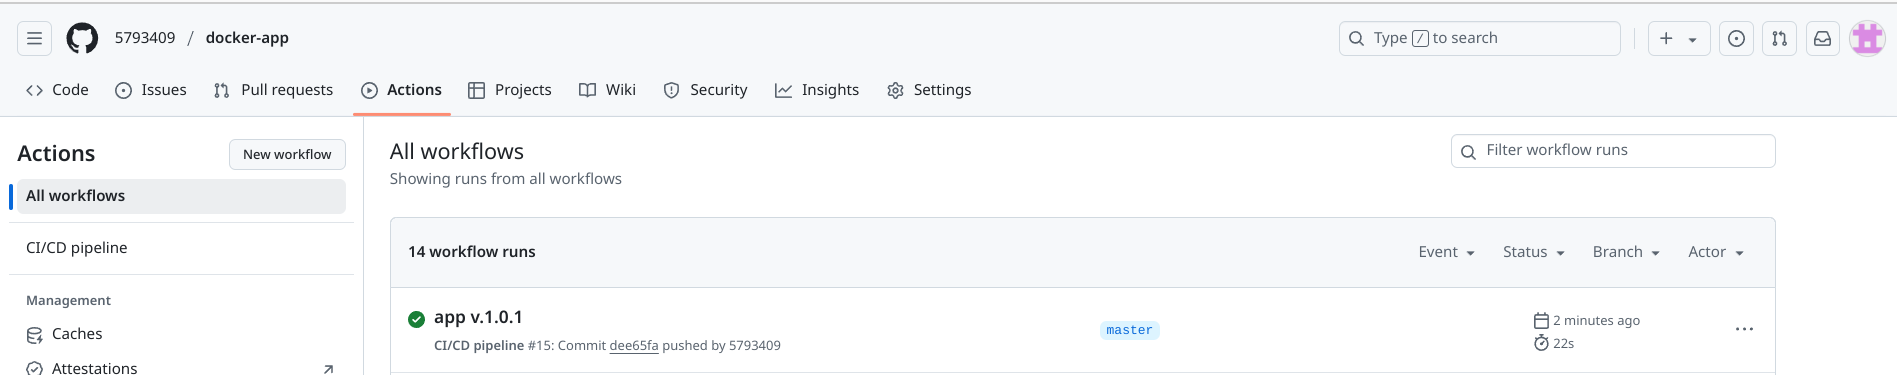 5793409 / docker-app
Type / to search
Code Issues Pull requests Actions Projects Wiki Security Insights Settings
Actions
New workflow
All workflows
CI/CD pipeline
Management
Caches
Attestations
All workflows
Showing runs from all workflows
Filter workflow runs
14 workflow runs
Event Status Branch Actor
app v.1.0.1
CI/CD pipeline #15: Commit dee65fa pushed by 5793409
master
2 minutes ago
22s